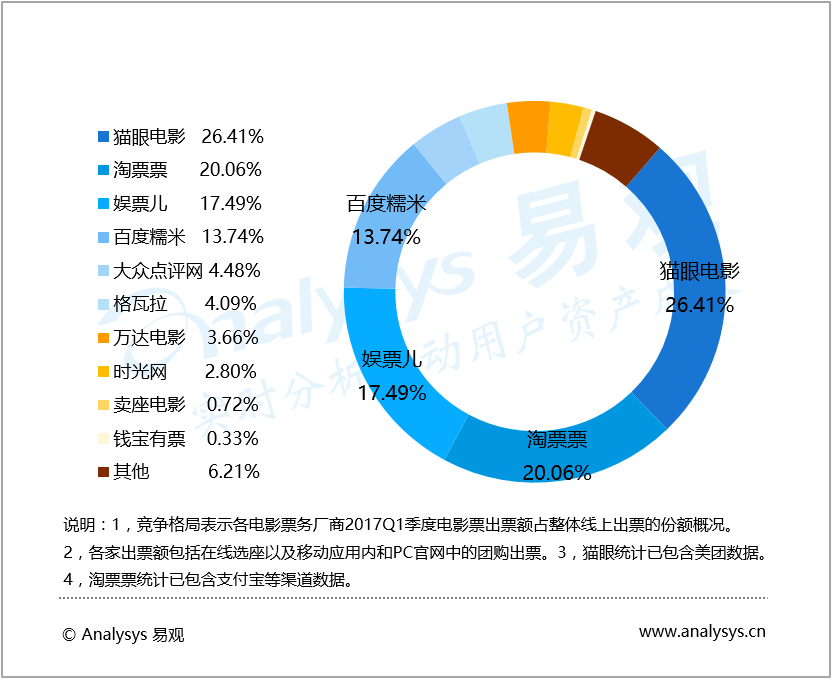 猫眼电影 26.41%
淘票票 20.06%
娱票儿 17.49%
百度糯米 13.74%
大众点评网 4.48%
格瓦拉 4.09%
万达电影 3.66%
时光网 2.80%
卖座电影 0.72%
钱宝有票 0.33%
其他 6.21%
百度糯米
13.74%
猫眼电影
26.41%
娱票儿
17.49%
淘票票
20.06%
Analysys 易观
说明：1，竞争格局表示各电影票务厂商2017Q1季度电影票出票额占整体线上出票的份额概况。
2，各家出票额包括在线选座以及移动应用内和PC官网中的团购出票。3，猫眼统计已包含美团数据。
4，淘票票统计已包含支付宝等渠道数据。
© Analysys 易观
www.analysys.cn